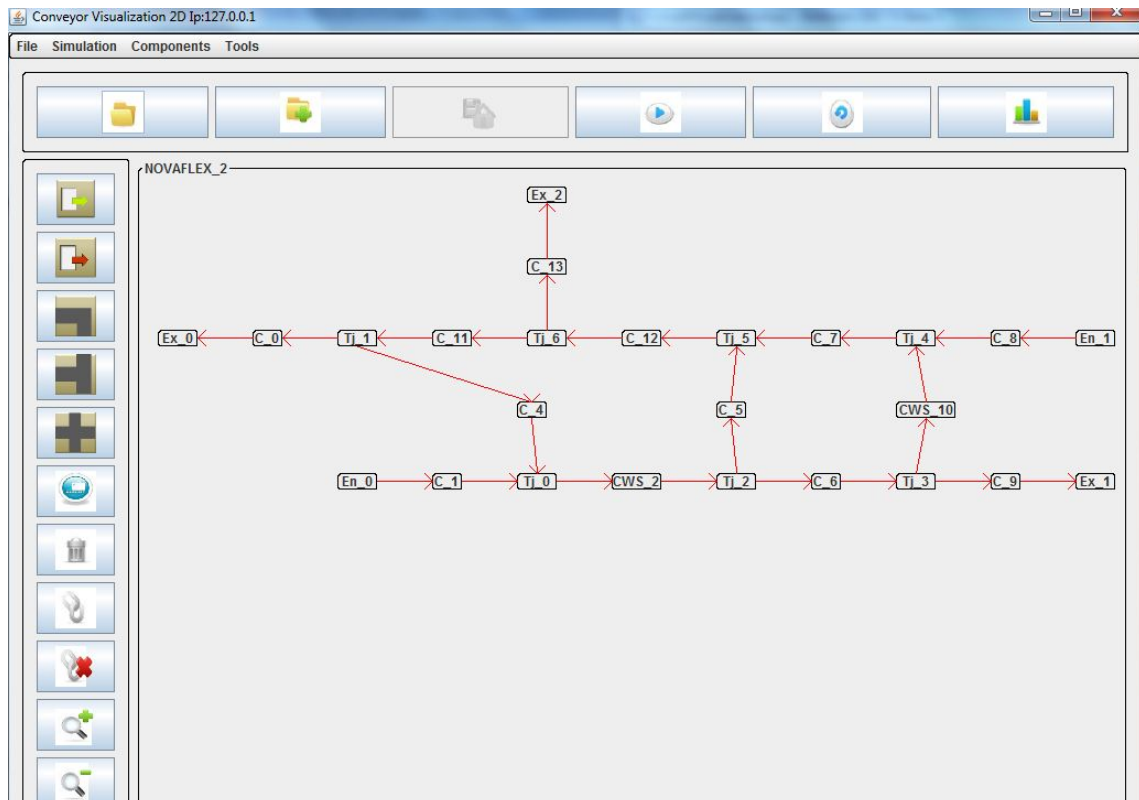 Conveyor Visualization 2D Ip:127.0.0.1
File Simulation Components Tools
NOVAFLEX_2
Ex_2
C_13
Ex_0 C_0 Tj_1 C_11 Tj_6 C_12 Tj_5 C_7 Tj_4 C_8 En_1
C_4 C_5 CWS_10
En_0 C_1 Tj_0 CWS_2 Tj_2 C_6 Tj_3 C_9 Ex_1